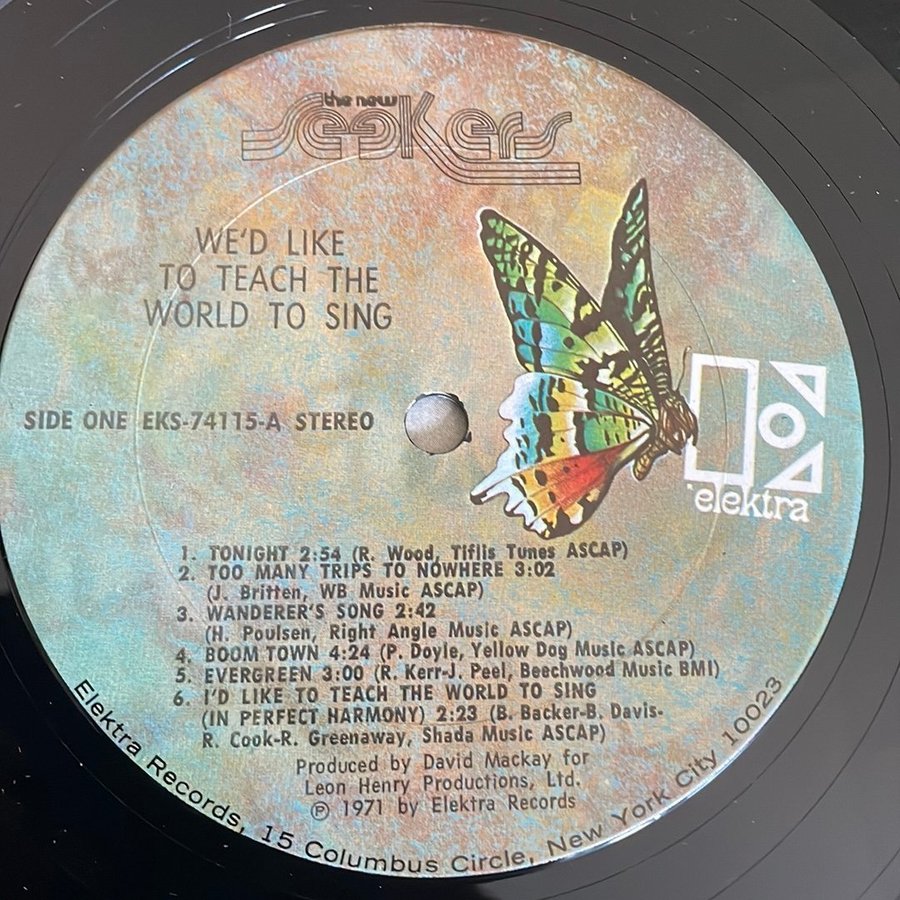 the new
Seekers
WE'D LIKE
TO TEACH THE
WORLD TO SING
SIDE ONE EKS-74115-A STEREO
elektra
1. TONIGHT 2:54 (R. Wood, Tiflis Tunes ASCAP)
2. TOO MANY TRIPS TO NOWHERE 3:02
(J. Britten, WB Music ASCAP)
3. WANDERER'S SONG 2:42
(H. Poulsen, Right Angle Music ASCAP)
4. BOOM TOWN 4:24 (P. Doyle, Yellow Dog Music ASCAP)
5. EVERGREEN 3:00 (R. Kerr-J. Peel, Beechwood Music BMI)
6. I'D LIKE TO TEACH THE WORLD TO SING
(IN PERFECT HARMONY) 2:23 (B. Backer-B. Davis-
R. Cook-R. Greenaway, Shada Music ASCAP)
Produced by David Mackay for
Leon Henry Productions, Ltd.
℗ 1971 by Elektra Records
Elektra Records, 15 Columbus Circle, New York City 10023